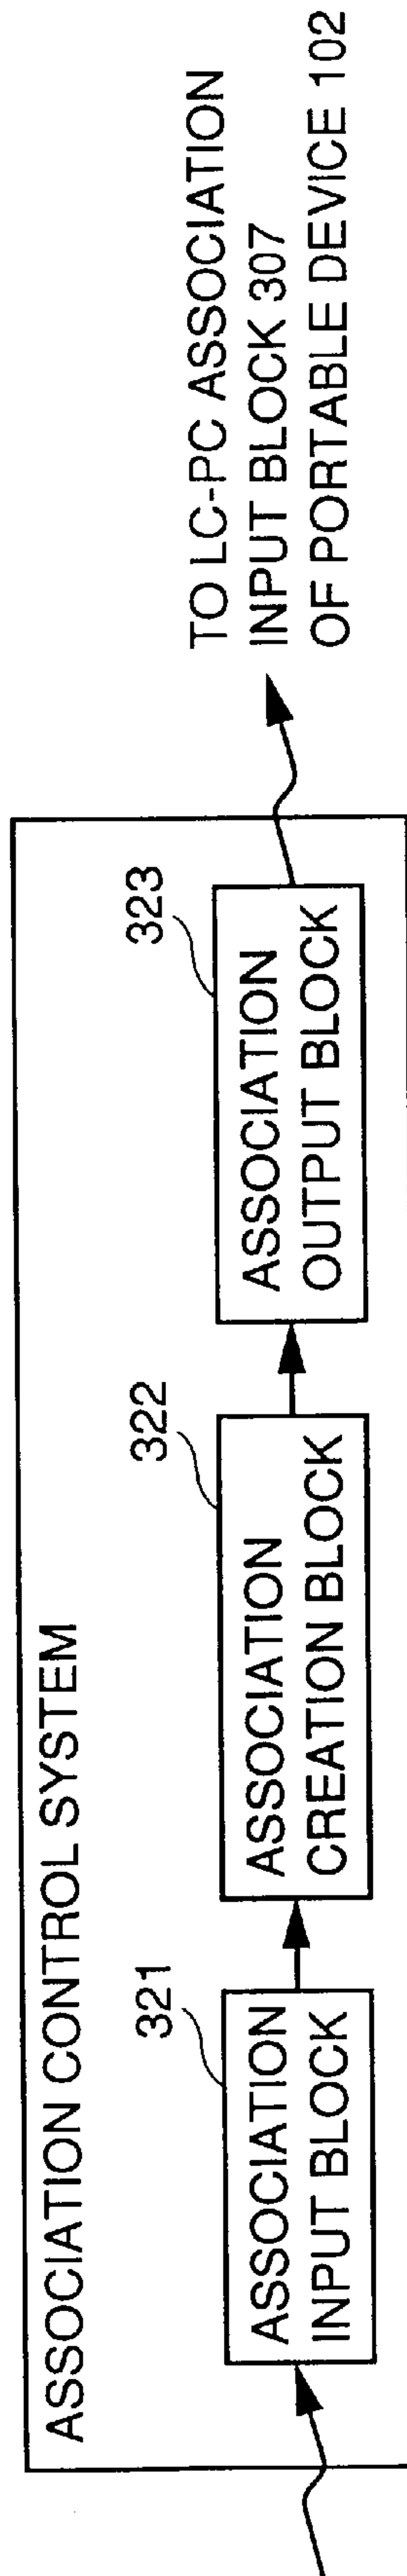 ASSOCIATION CONTROL SYSTEM
321
ASSOCIATION
INPUT BLOCK
322
ASSOCIATION
CREATION BLOCK
323
ASSOCIATION
OUTPUT BLOCK
TO LC-PC ASSOCIATION
INPUT BLOCK 307
OF PORTABLE DEVICE 102